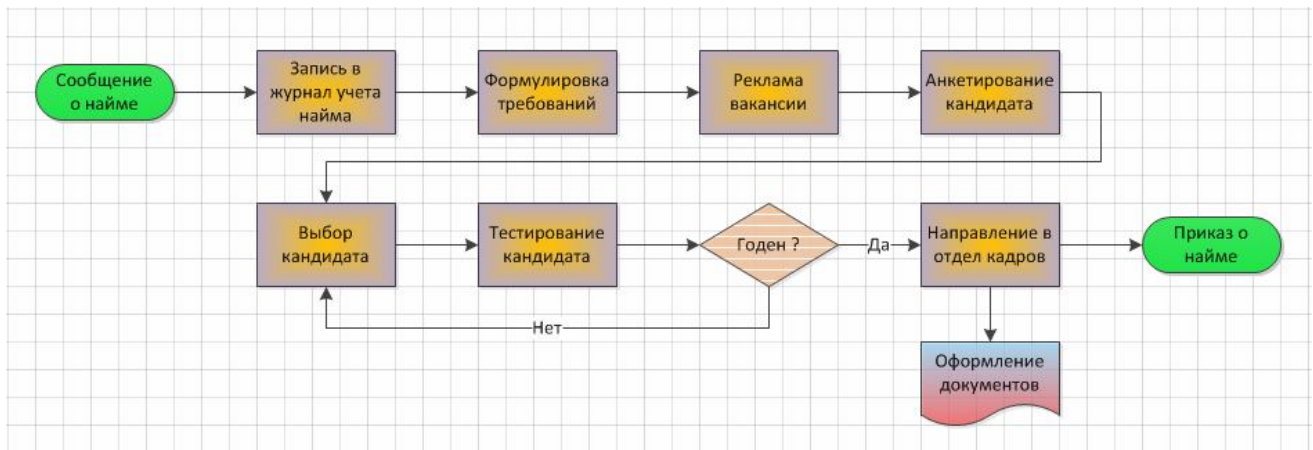 Сообщение
о найме
Запись в
журнал учета
найма
Формулировка
требований
Реклама
вакансии
Анкетирование
кандидата
Выбор
кандидата
Тестирование
кандидата
Годен ?
Да
Направление в
отдел кадров
Приказ о
найме
Нет
Оформление
документов